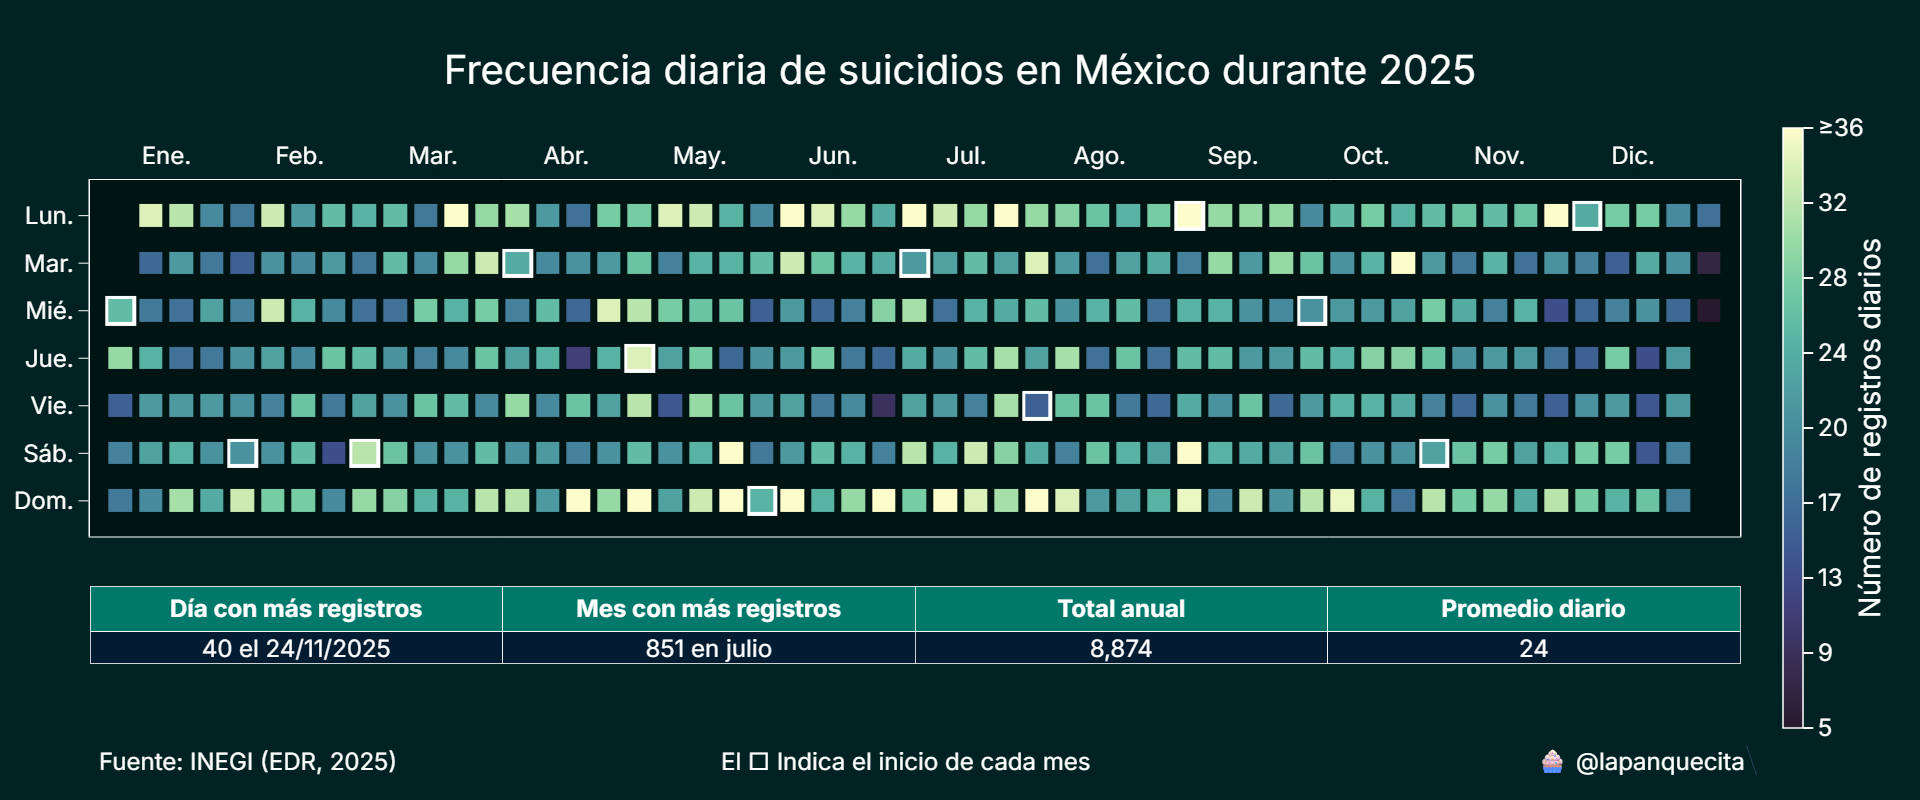 Frecuencia diaria de suicidios en México durante 2025
Ene. Feb. Mar. Abr. May. Jun. Jul. Ago. Sep. Oct. Nov. Dic.
Lun.
Mar.
Mié.
Jue.
Vie.
Sáb.
Dom.
≥36
32
28
24
20
17
13
9
5
Número de registros diarios
Día con más registros Mes con más registros Total anual Promedio diario
40 el 24/11/2025 851 en julio 8,874 24
Fuente: INEGI (EDR, 2025) El □ Indica el inicio de cada mes 🧁 @lapanquecita